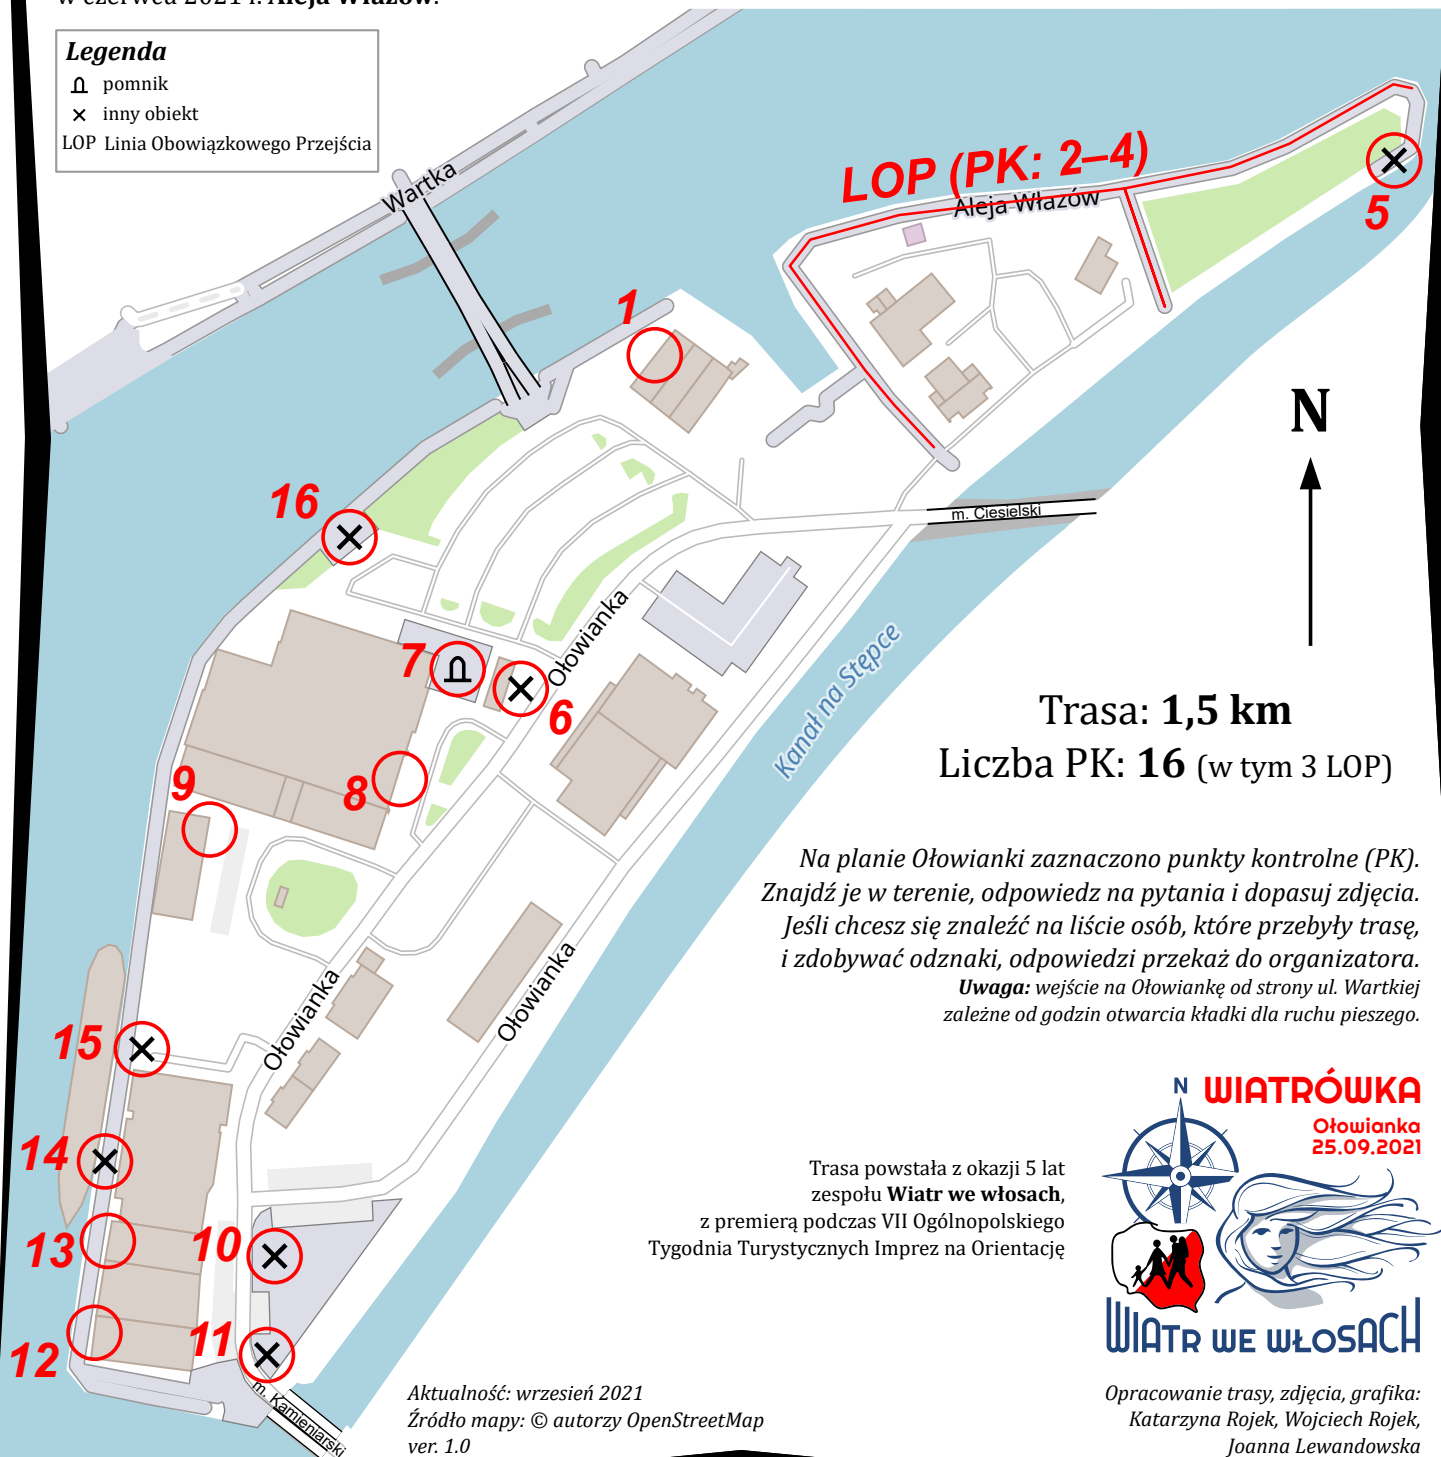 w czerwcu 2021 r. Aleja Włazów.
Legenda
pomnik
inny obiekt
LOP Linia Obowiązkowego Przejścia
Wartka
LOP (PK: 2–4)
Aleja Włazów
5
1
N
16
m. Ciesielski
Ołowianka
7
6
Kanał na Stępce
Trasa: 1,5 km
Liczba PK: 16 (w tym 3 LOP)
9
8
Na planie Ołowianki zaznaczono punkty kontrolne (PK).
Znajdź je w terenie, odpowiedz na pytania i dopasuj zdjęcia.
Jeśli chcesz się znaleźć na liście osób, które przebyły trasę,
i zdobywać odznaki, odpowiedzi przekaż do organizatora.
Uwaga: wejście na Ołowiankę od strony ul. Wartkiej
zależne od godzin otwarcia kładki dla ruchu pieszego.
Ołowianka
Ołowianka
15
N WIATRÓWKA
Ołowianka
25.09.2021
14
Trasa powstała z okazji 5 lat
zespołu Wiatr we włosach,
z premierą podczas VII Ogólnopolskiego
Tygodnia Turystycznych Imprez na Orientację
13
10
12
11
WIATR WE WŁOSACH
m. Kamieniarski
Aktualność: wrzesień 2021
Źródło mapy: © autorzy OpenStreetMap
ver. 1.0
Opracowanie trasy, zdjęcia, grafika:
Katarzyna Rojek, Wojciech Rojek,
Joanna Lewandowska